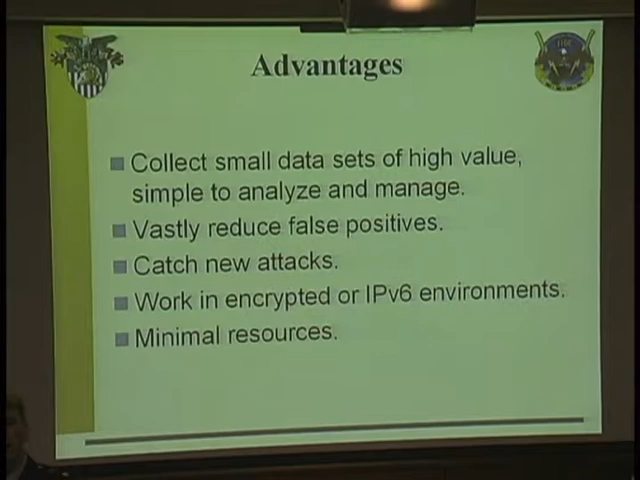 Advantages
Collect small data sets of high value,
simple to analyze and manage.
Vastly reduce false positives.
Catch new attacks.
Work in encrypted or IPv6 environments.
Minimal resources.